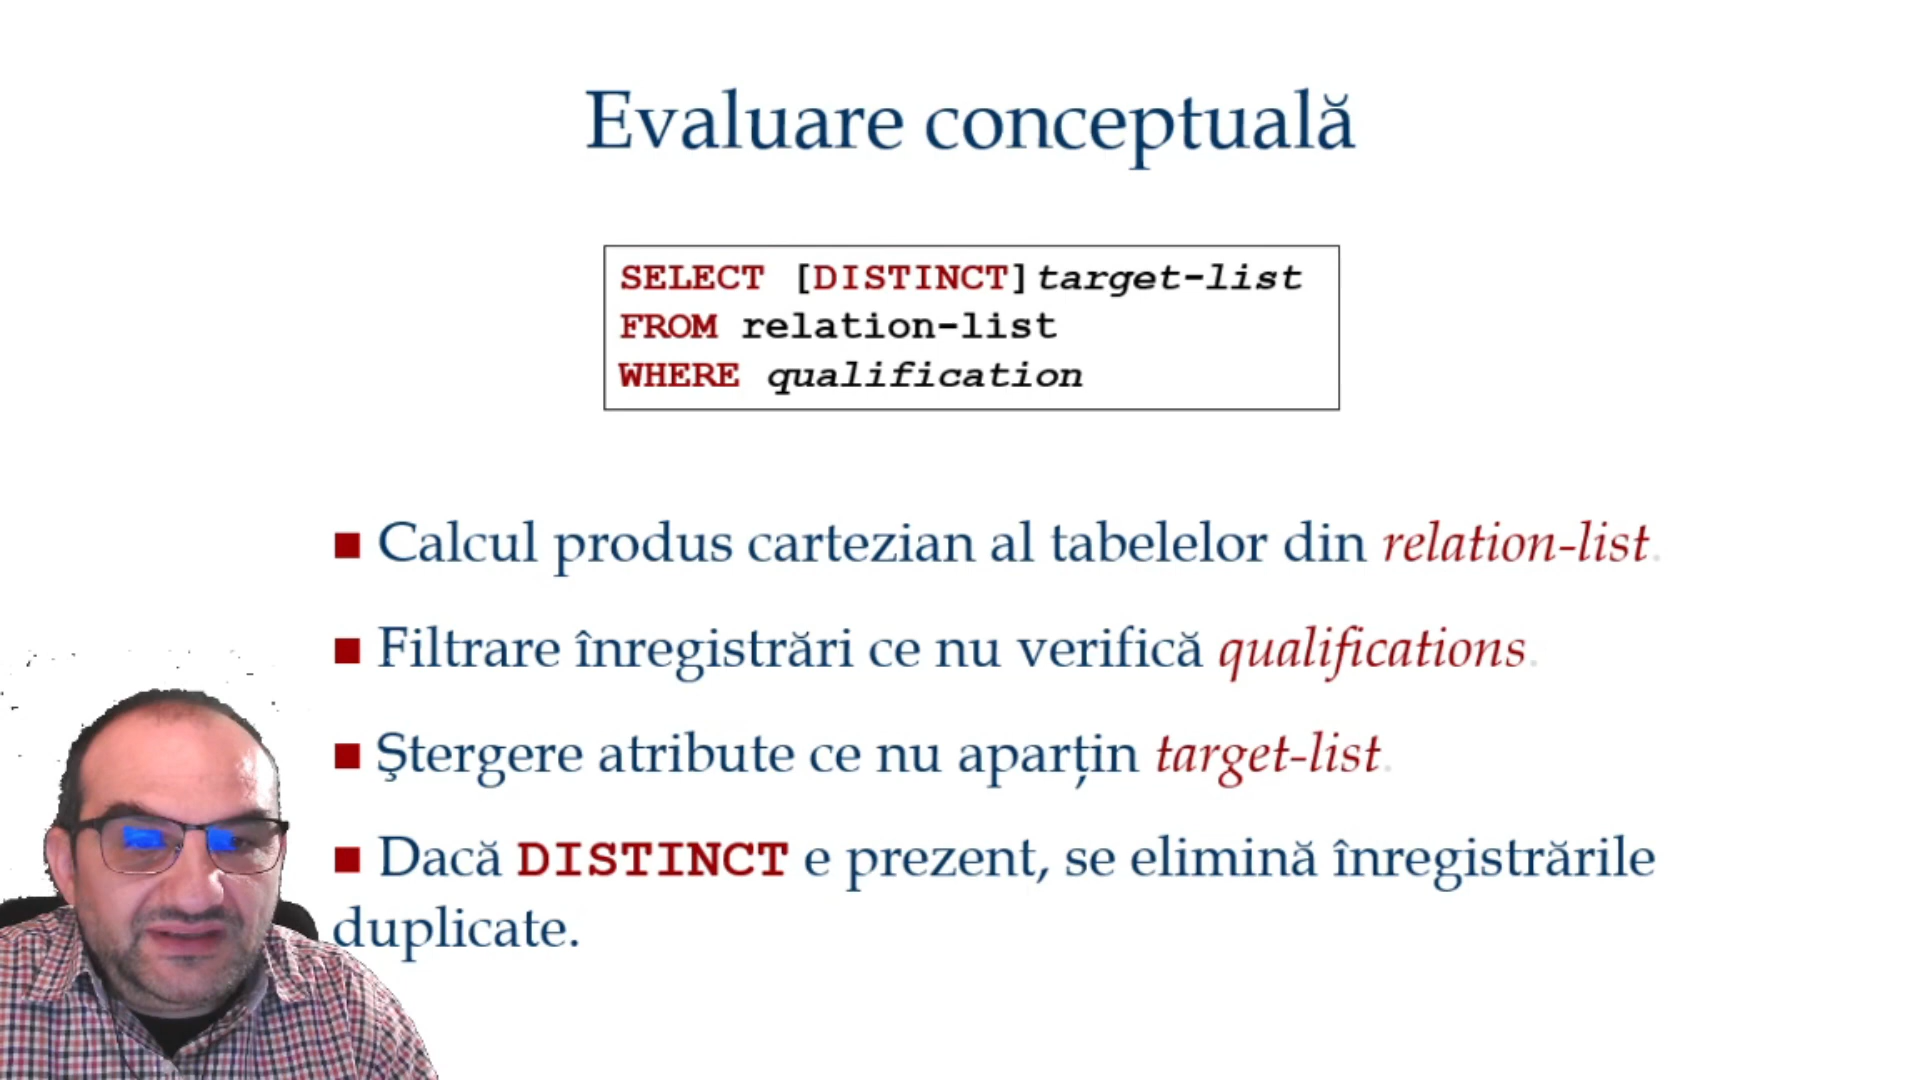 Evaluare conceptuală
SELECT [DISTINCT] target-list
FROM relation-list
WHERE qualification
■ Calcul produs cartezian al tabelelor din relation-list.
■ Filtrare înregistrări ce nu verifică qualifications.
■ Ştergere atribute ce nu aparțin target-list.
■ Dacă DISTINCT e prezent, se elimină înregistrările
duplicate.